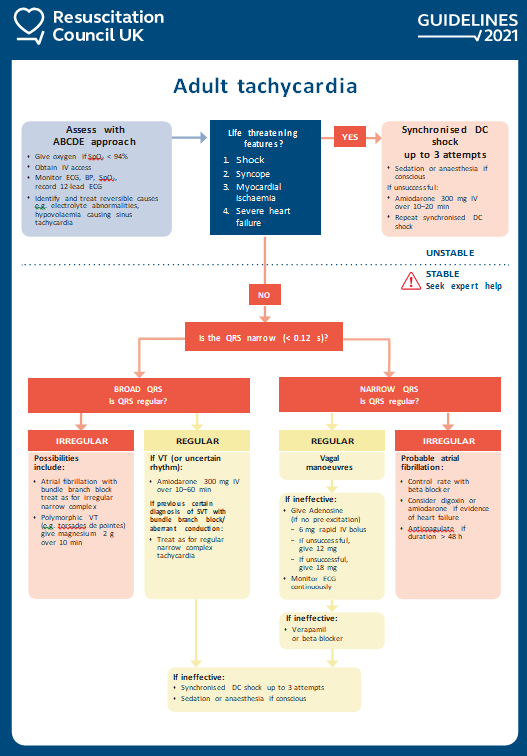 Resuscitation
Council UK
GUIDELINES
2021
Adult tachycardia
Assess with
ABCDE approach
• Give oxygen if SpO₂ < 94%
• Obtain IV access
• Monitor ECG, BP, SpO₂,
record 12-lead ECG
• Identify and treat reversible causes
e.g. electrolyte abnormalities,
hypovolaemia causing sinus
tachycardia
Life threatening
features?
1. Shock
2. Syncope
3. Myocardial
Ischaemia
4. Severe heart
failure
YES
Synchronised DC
shock
up to 3 attempts
• Sedation or anaesthesia if
conscious
If unsuccessful:
• Amiodarone 300 mg IV
over 10–20 min
• Repeat synchronised DC
shock
UNSTABLE
STABLE
Seek expert help
NO
Is the QRS narrow (< 0.12 s)?
BROAD QRS
Is QRS regular?
NARROW QRS
Is QRS regular?
IRREGULAR
Possibilities
include:
• Atrial fibrillation with
bundle branch block
treat as for irregular
narrow complex
• Polymorphic VT
(e.g. torsades de pointes)
give magnesium 2 g
over 10 min
REGULAR
If VT (or uncertain
rhythm):
• Amiodarone 300 mg IV
over 10–60 min
If previous certain
diagnosis of SVT with
bundle branch block/
aberrant conduction:
• Treat as for regular
narrow complex
tachycardia
REGULAR
Vagal
manoeuvres
If ineffective:
• Give Adenosine
(if no pre excitation)
– 6 mg rapid IV bolus
– If unsuccessful,
give 12 mg
– If unsuccessful,
give 18 mg
• Monitor ECG
continuously
If ineffective:
• Verapamil
or beta-blocker
IRREGULAR
Probable atrial
fibrillation:
• Control rate with
beta-blocker
• Consider digoxin or
amiodarone if evidence
of heart failure
• Anticoagulate if
duration > 48 h
If ineffective:
• Synchronised DC shock up to 3 attempts
• Sedation or anaesthesia if conscious